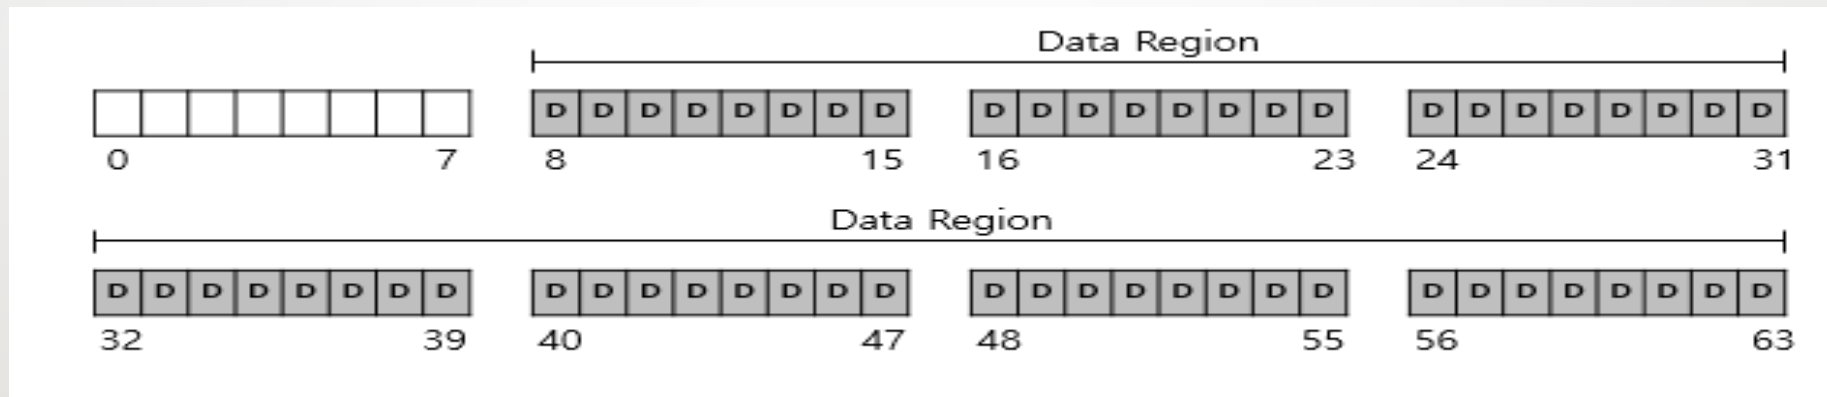 Data Region
D D D D D D D D D D D D D D D D D D D D D D D D
0 7 8 15 16 23 24 31
Data Region
D D D D D D D D D D D D D D D D D D D D D D D D D D D D D D D D
32 39 40 47 48 55 56 63